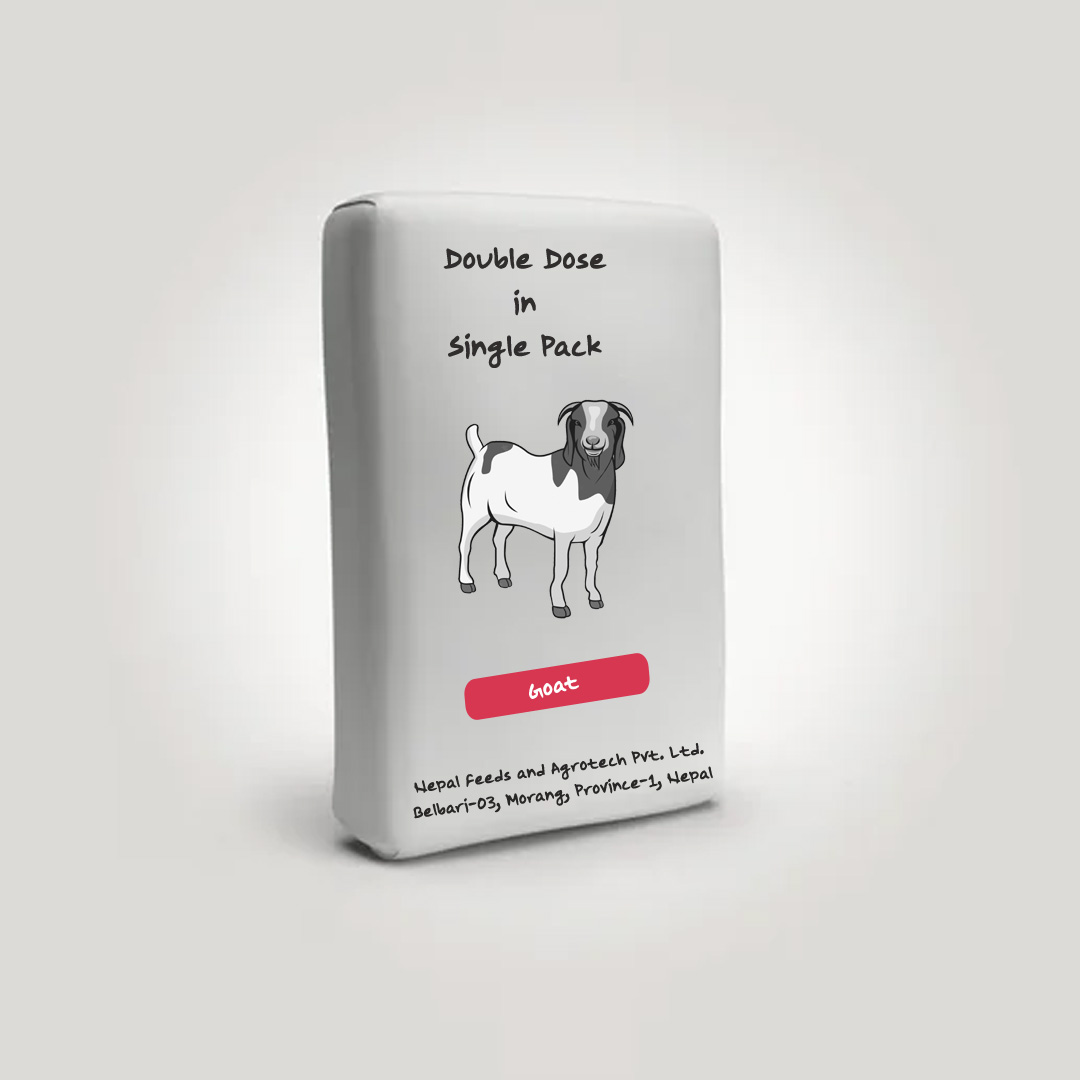 Double Dose
in
Single Pack
Goat
Nepal Feeds and Agrotech Pvt. Ltd.
Belbari-03, Morang, Province-1, Nepal